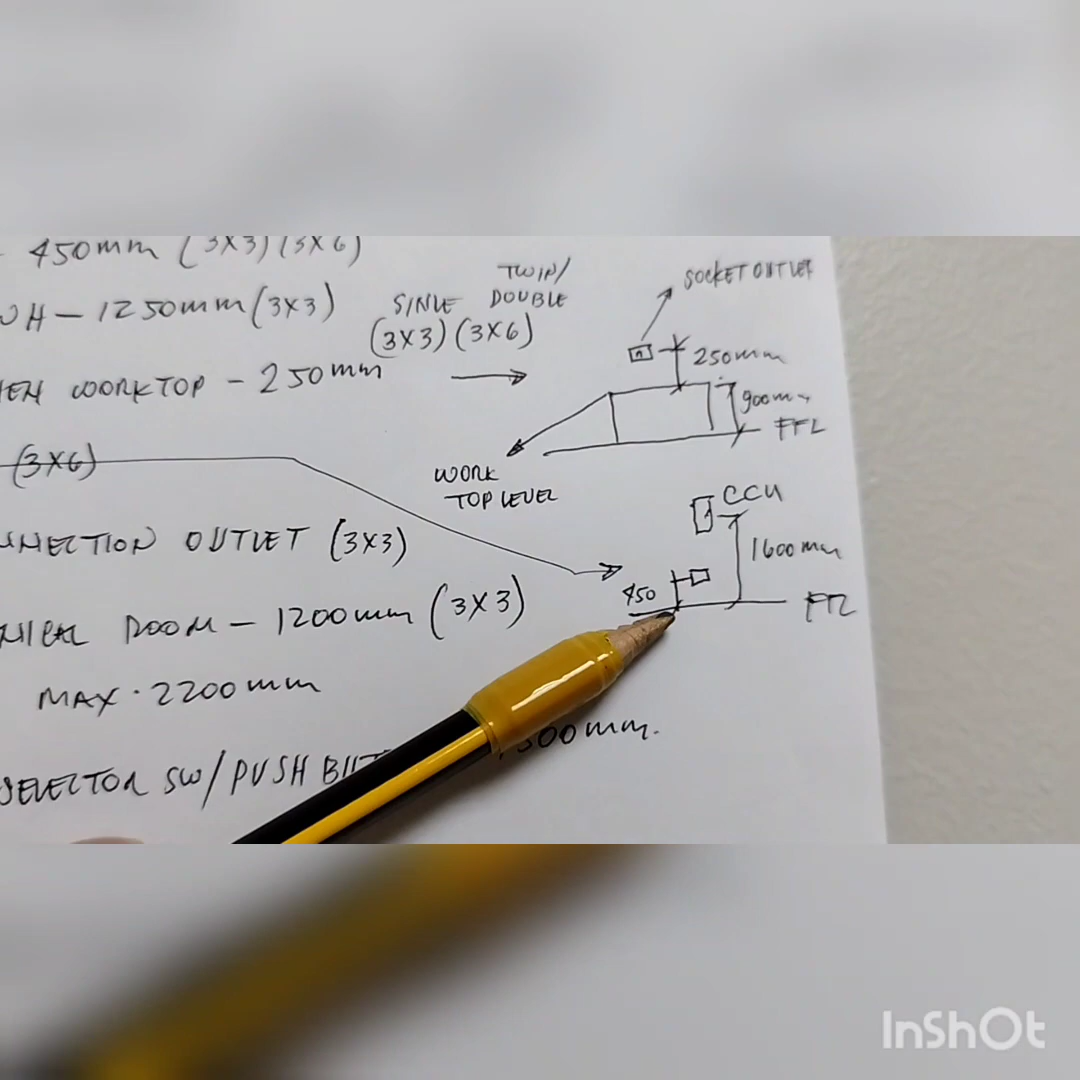 450mm (3X3)(3X6)
WH - 1250mm (3X3)
SINLE TWIN/
DOUBLE
(3X3) (3X6)
WORKTOP - 250mm
SOCKET OUTLET
250mm
900mm
FFL
WORK
TOP LEVEL
(3X6)
OUTLET (3X3)
CCU
1600mm
450
FFL
ROOM - 1200mm (3X3)
MAX. 2200mm
SELECTOR SW/PUSH
300mm.
InShOt